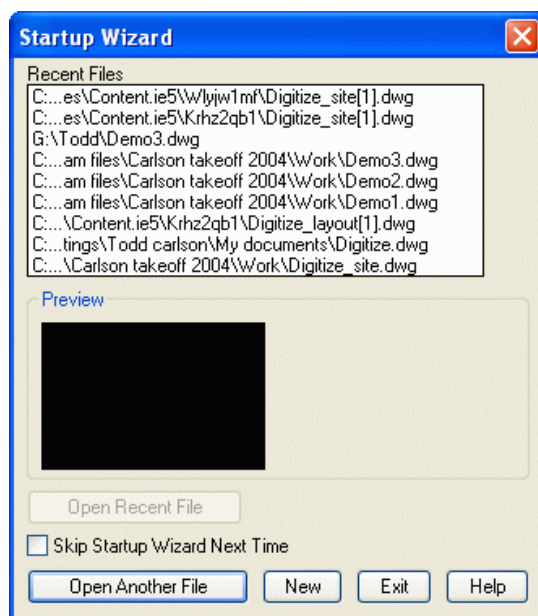 Startup Wizard
Recent Files
C:...es\Content.ie5\Wlyjw1mf\Digitize_site[1].dwg
C:...es\Content.ie5\Krhz2qb1\Digitize_site[1].dwg
G:\Todd\Demo3.dwg
C:...am files\Carlson takeoff 2004\Work\Demo3.dwg
C:...am files\Carlson takeoff 2004\Work\Demo2.dwg
C:...am files\Carlson takeoff 2004\Work\Demo1.dwg
C:...\Content.ie5\Krhz2qb1\Digitize_layout[1].dwg
C:...tings\Todd carlson\My documents\Digitize.dwg
C:...\Carlson takeoff 2004\Work\Digitize_site.dwg
Preview
Open Recent File
Skip Startup Wizard Next Time
Open Another File New Exit Help